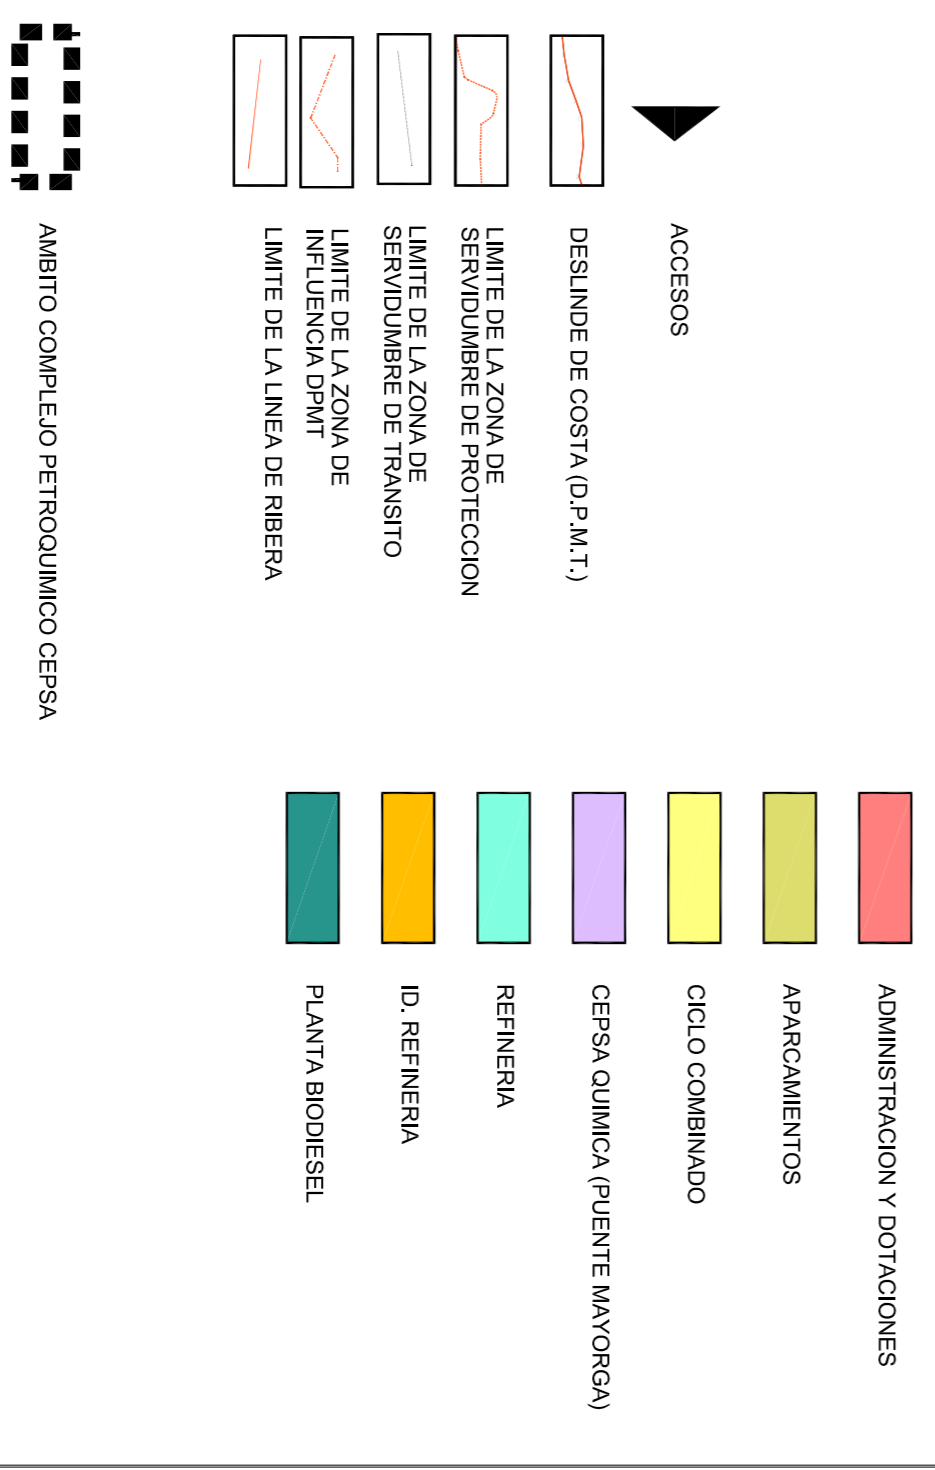 ACCESOS
DESLINDE DE COSTA (D.P.M.T.)
LIMITE DE LA ZONA DE
SERVIDUMBRE DE PROTECCION
LIMITE DE LA ZONA DE
SERVIDUMBRE DE TRANSITO
LIMITE DE LA ZONA DE
INFLUENCIA DPMT
LIMITE DE LA LINEA DE RIBERA
AMBITO COMPLEJO PETROQUIMICO CEPSA
ADMINISTRACION Y DOTACIONES
APARCAMIENTOS
CICLO COMBINADO
CEPSA QUIMICA (PUENTE MAYORGA)
REFINERIA
ID. REFINERIA
PLANTA BIODIESEL